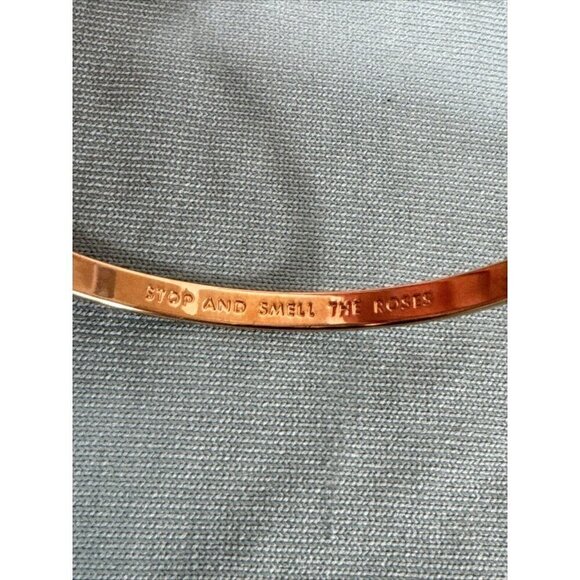 STOP AND SMELL THE ROSES